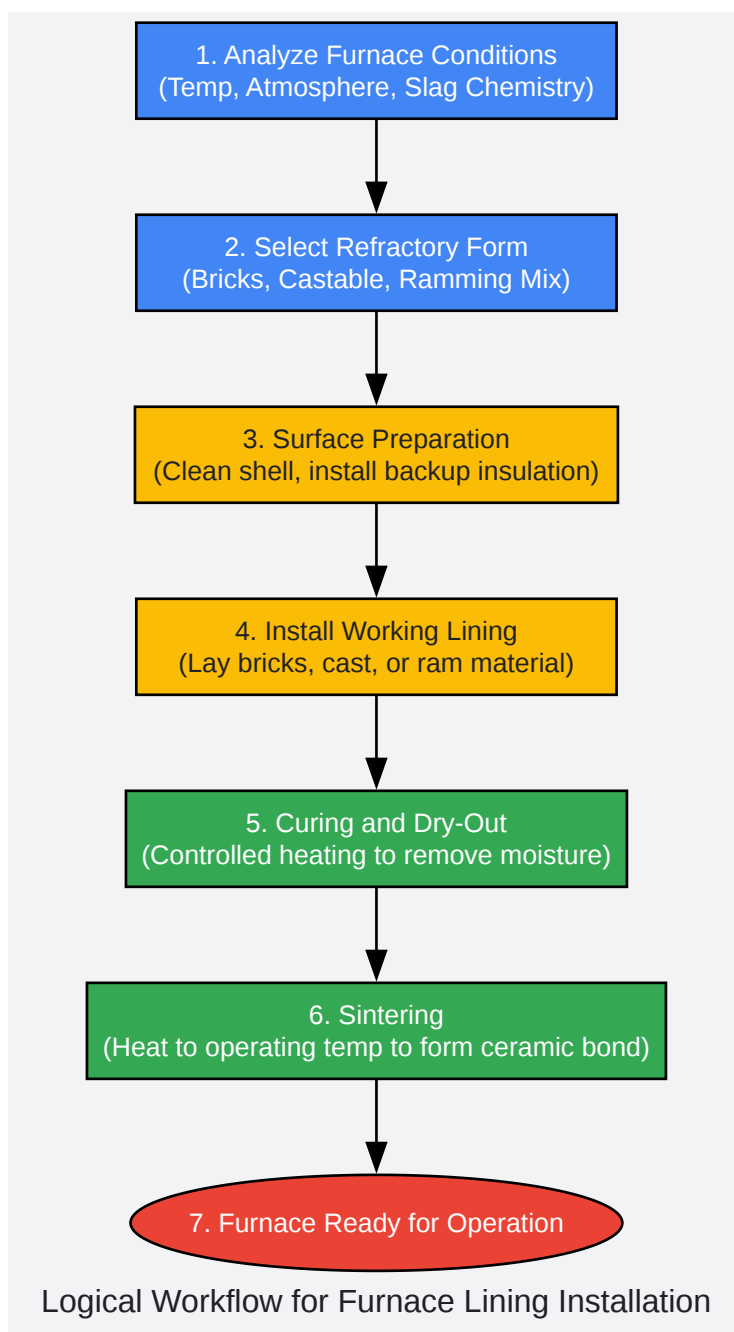 1. Analyze Furnace Conditions
(Temp, Atmosphere, Slag Chemistry)
2. Select Refractory Form
(Bricks, Castable, Ramming Mix)
3. Surface Preparation
(Clean shell, install backup insulation)
4. Install Working Lining
(Lay bricks, cast, or ram material)
5. Curing and Dry-Out
(Controlled heating to remove moisture)
6. Sintering
(Heat to operating temp to form ceramic bond)
7. Furnace Ready for Operation
Logical Workflow for Furnace Lining Installation